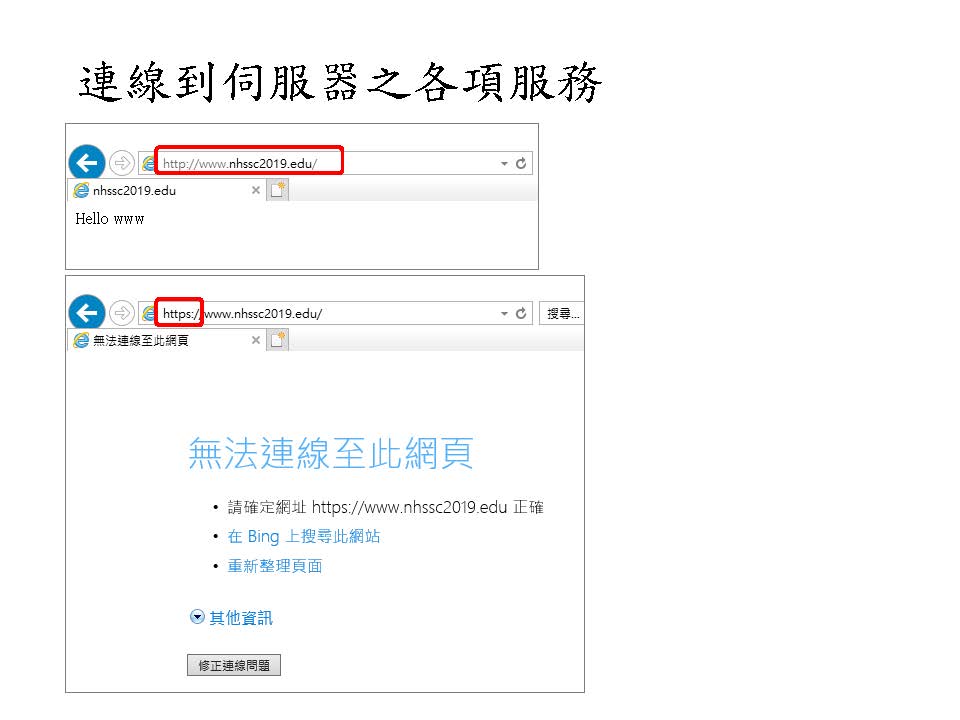 連線到伺服器之各項服務
http://www.nhssc2019.edu/
nhssc2019.edu
Hello www
https://www.nhssc2019.edu/
搜尋...
無法連線至此網頁
無法連線至此網頁
• 請確定網址 https://www.nhssc2019.edu 正確
• 在 Bing 上搜尋此網站
• 重新整理頁面
其他資訊
修正連線問題